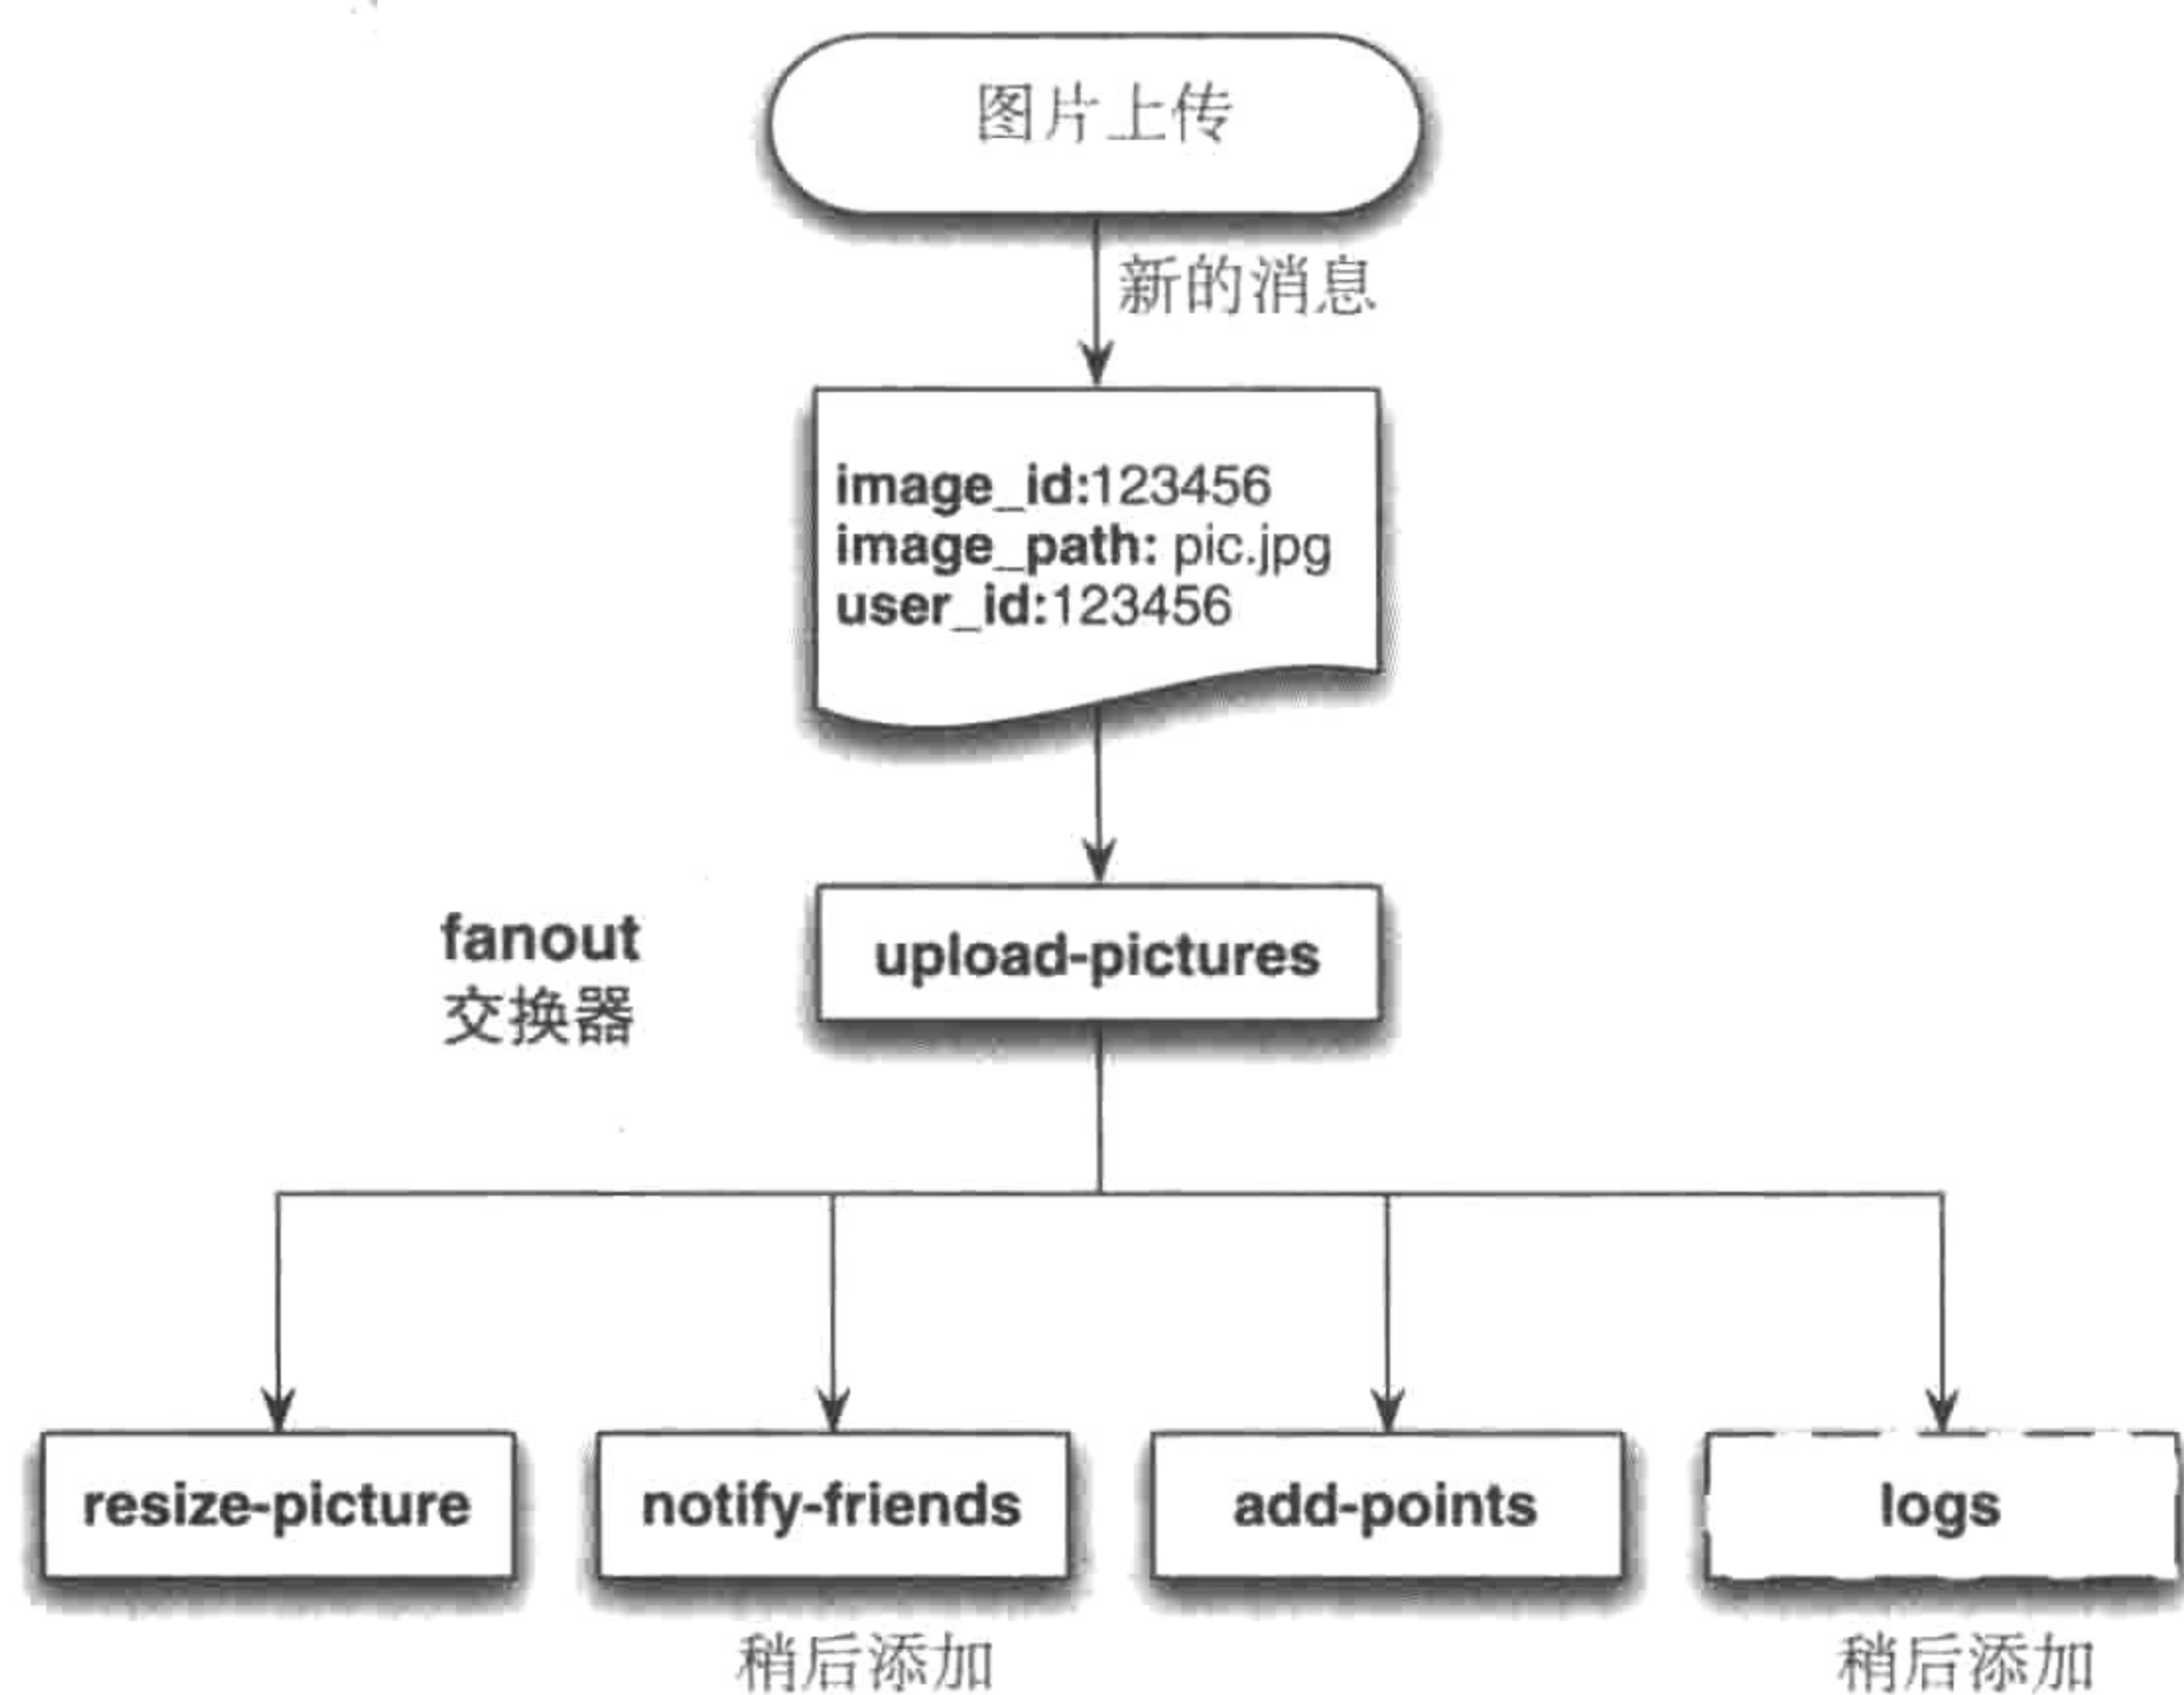 图片上传
新的消息
image_id:123456
image_path: pic.jpg
user_id:123456
fanout
交换器
upload-pictures
resize-picture
notify-friends
add-points
logs
稍后添加
稍后添加